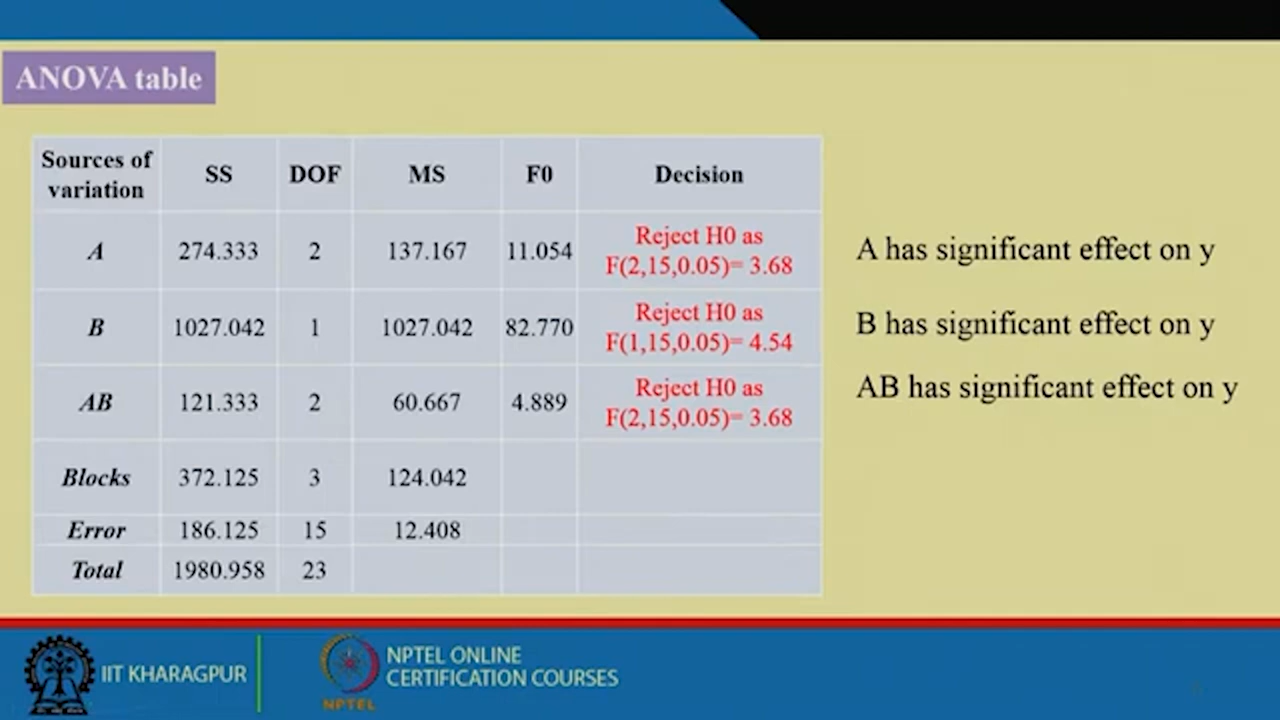 ANOVA table
Sources of variation SS DOF MS F0 Decision
A 274.333 2 137.167 11.054 Reject H0 as F(2,15,0.05)= 3.68
B 1027.042 1 1027.042 82.770 Reject H0 as F(1,15,0.05)= 4.54
AB 121.333 2 60.667 4.889 Reject H0 as F(2,15,0.05)= 3.68
Blocks 372.125 3 124.042
Error 186.125 15 12.408
Total 1980.958 23
A has significant effect on y
B has significant effect on y
AB has significant effect on y
IIT KHARAGPUR
NPTEL
NPTEL ONLINE
CERTIFICATION COURSES